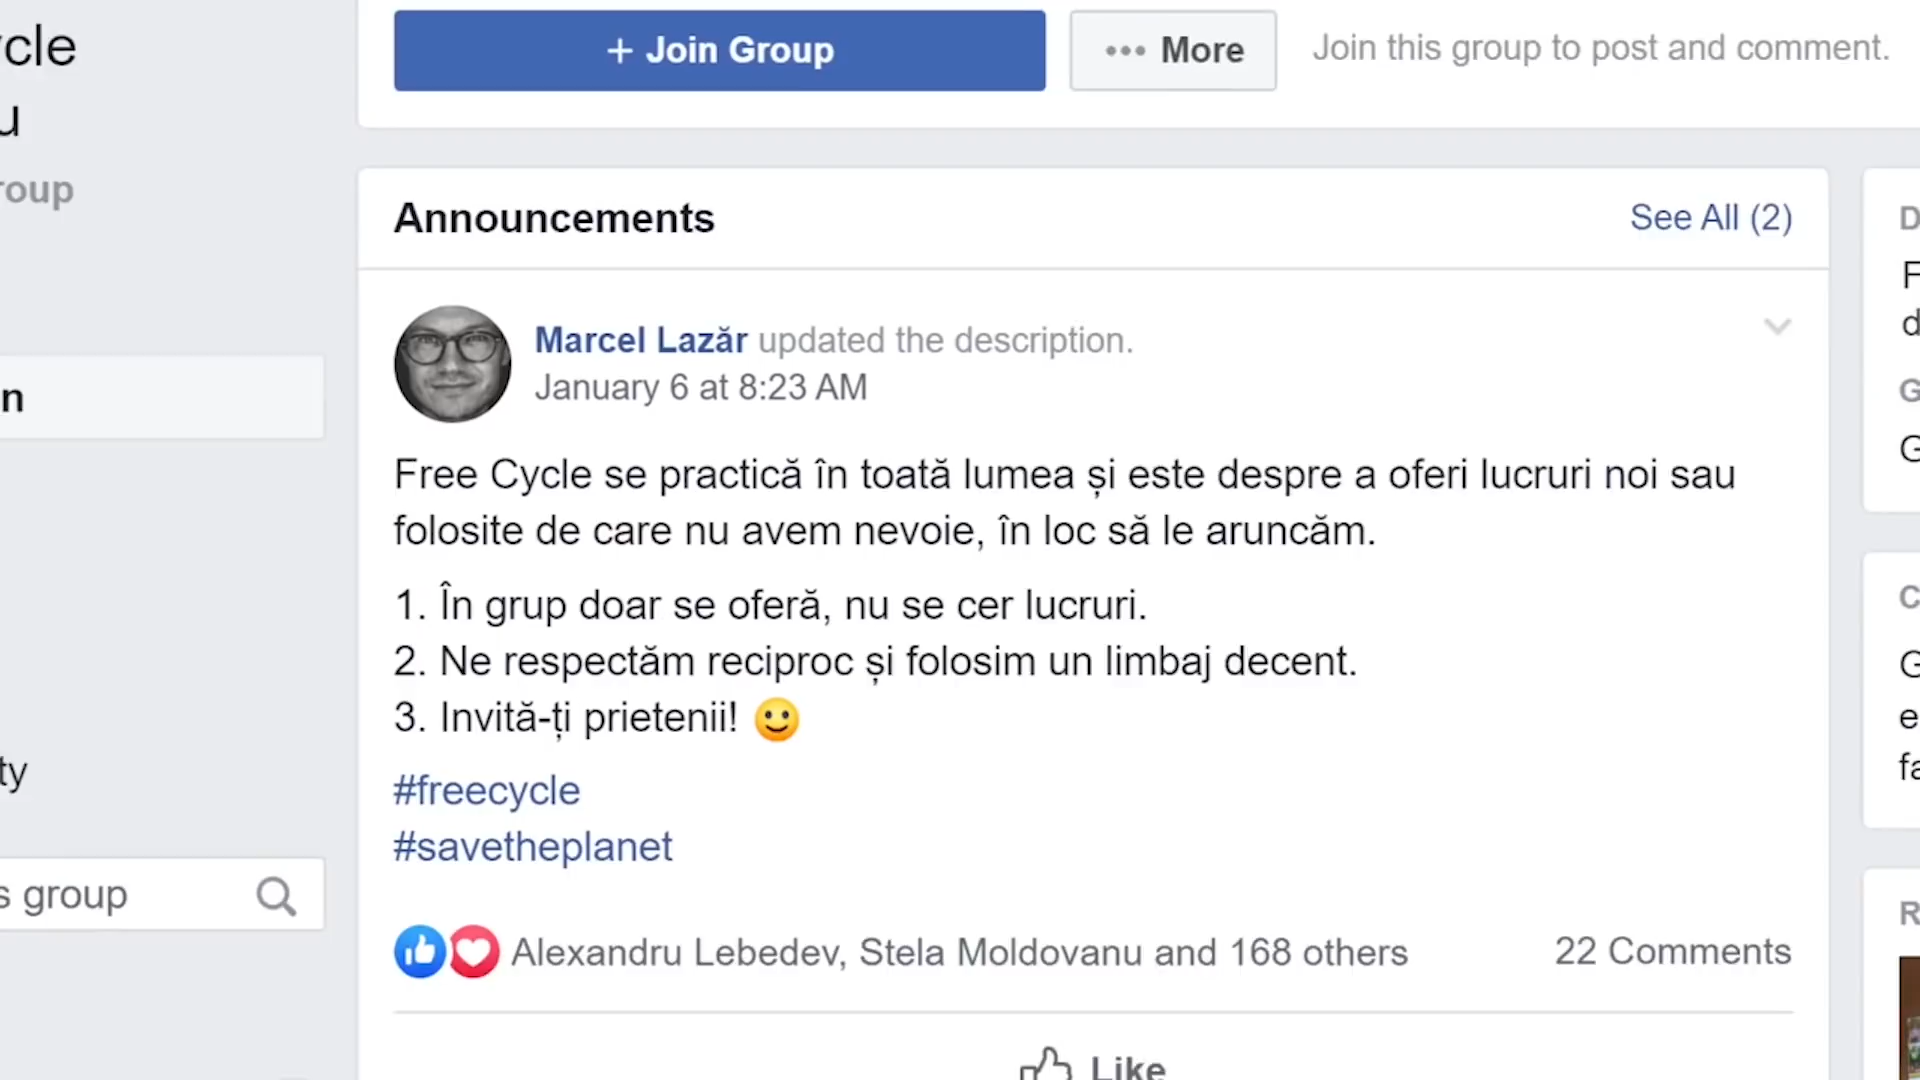 + Join Group
••• More
Join this group to post and comment.
Announcements
See All (2)
Marcel Lazăr updated the description.
January 6 at 8:23 AM
Free Cycle se practică în toată lumea și este despre a oferi lucruri noi sau
folosite de care nu avem nevoie, în loc să le aruncăm.
1. În grup doar se oferă, nu se cer lucruri.
2. Ne respectăm reciproc și folosim un limbaj decent.
3. Invită-ți prietenii! 🙂
#freecycle
#savetheplanet
Alexandru Lebedev, Stela Moldovanu and 168 others
22 Comments
Like
group